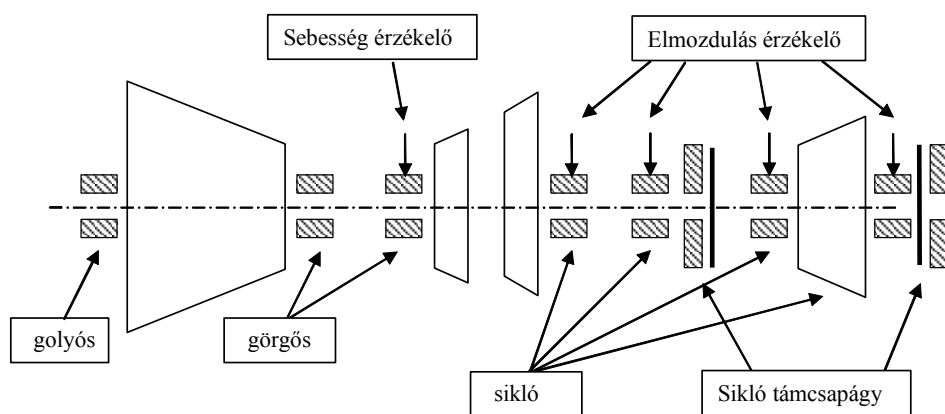 Sebesség érzékelő
Elmozdulás érzékelő
golyós
görgős
sikló
Sikló támcsapágy